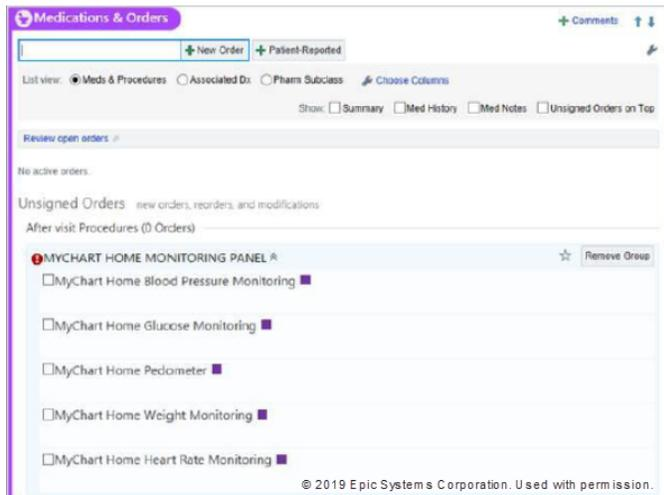 Medications & Orders
+ Comments
+ New Order + Patient-Reported
List view: Meds & Procedures Associated Dx Pharm Subclass Choose Columns
Show: Summary Med History Med Notes Unsigned Orders on Top
Review open orders
No active orders.
Unsigned Orders new orders, reorders, and modifications
After visit Procedures (0 Orders)
MYCHART HOME MONITORING PANEL Remove Group
MyChart Home Blood Pressure Monitoring
MyChart Home Glucose Monitoring
MyChart Home Pedometer
MyChart Home Weight Monitoring
MyChart Home Heart Rate Monitoring
© 2019 Epic Systems Corporation. Used with permission.